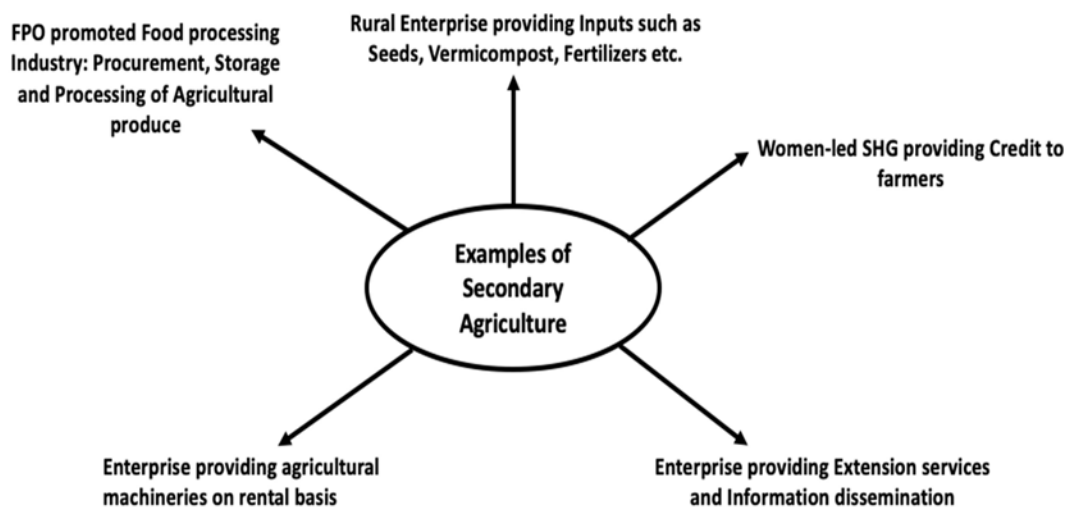 FPO promoted Food processing
Industry: Procurement, Storage
and Processing of Agricultural
produce
Rural Enterprise providing Inputs such as
Seeds, Vermicompost, Fertilizers etc.
Women-led SHG providing Credit to
farmers
Examples of
Secondary
Agriculture
Enterprise providing agricultural
machineries on rental basis
Enterprise providing Extension services
and Information dissemination